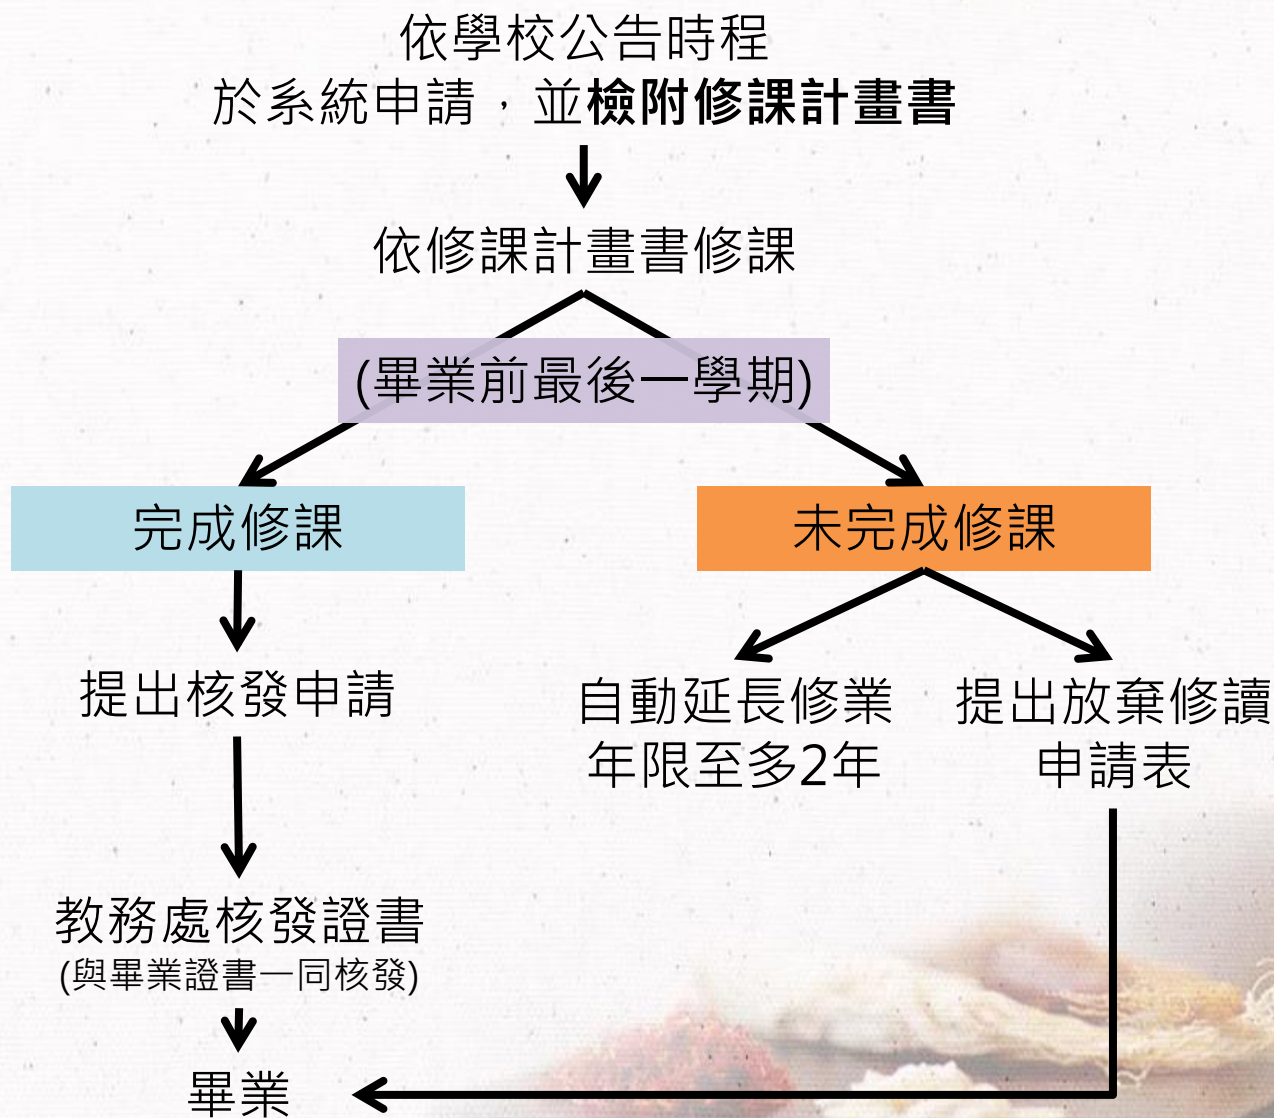 依學校公告時程
於系統申請，並檢附修課計畫書
依修課計畫書修課
(畢業前最後一學期)
完成修課
未完成修課
提出核發申請
自動延長修業
年限至多2年
提出放棄修讀
申請表
教務處核發證書
(與畢業證書一同核發)
畢業